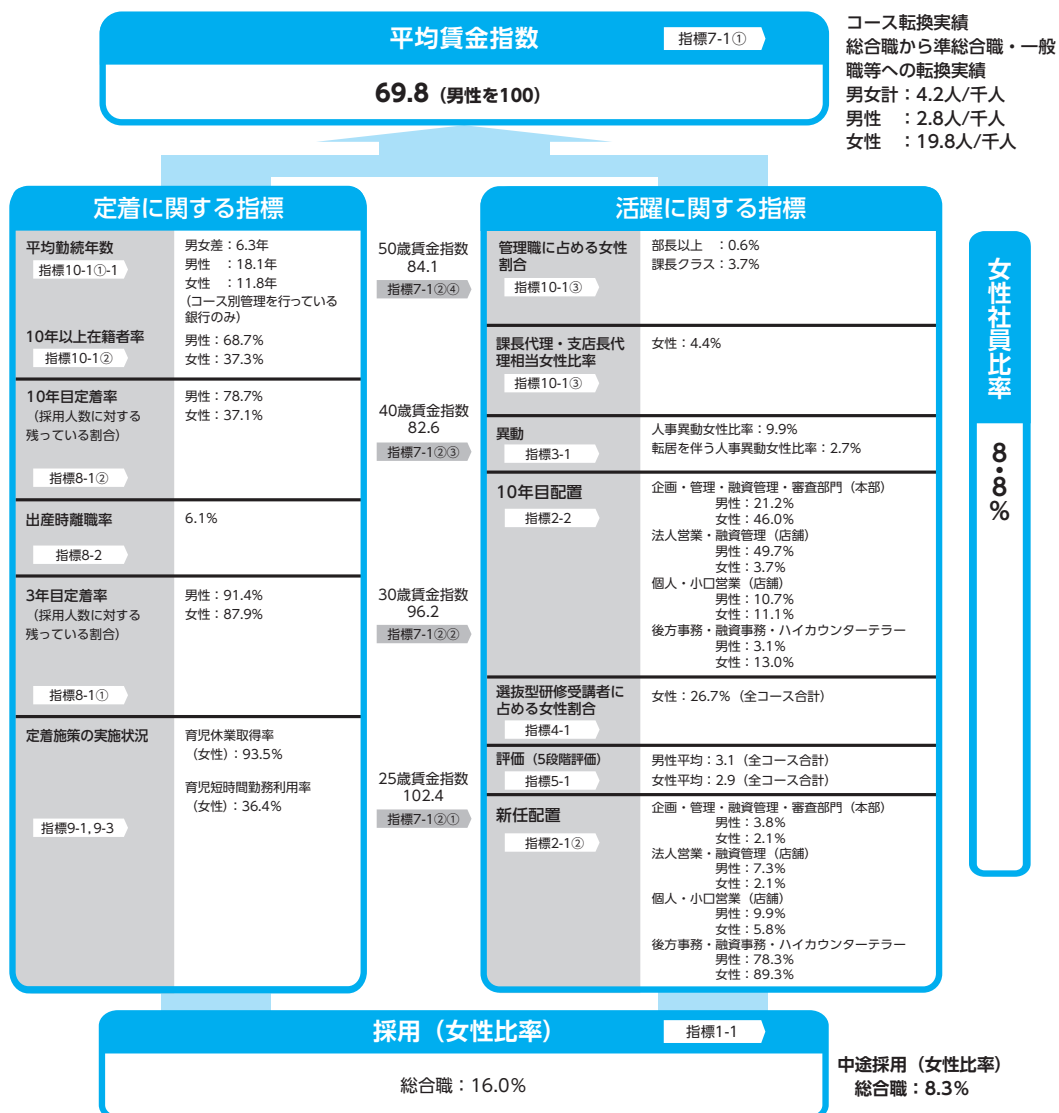 平均賃金指数
指標7-1①
69.8（男性を100）
コース転換実績
総合職から準総合職・一般
職等への転換実績
男女計：4.2人/千人
男性　：2.8人/千人
女性　：19.8人/千人
定着に関する指標
平均勤続年数
指標10-1①-1
男女差：6.3年
男性　：18.1年
女性　：11.8年
（コース別管理を行っている
銀行のみ）
10年以上在籍者率
指標10-1②
男性：68.7%
女性：37.3%
10年目定着率
（採用人数に対する
残っている割合）
指標8-1②
男性：78.7%
女性：37.1%
出産時離職率
指標8-2
6.1%
3年目定着率
（採用人数に対する
残っている割合）
指標8-1①
男性：91.4%
女性：87.9%
定着施策の実施状況
指標9-1,9-3
育児休業取得率
（女性）：93.5%
育児短時間勤務利用率
（女性）：36.4%
50歳賃金指数
84.1
指標7-1②④
40歳賃金指数
82.6
指標7-1②③
30歳賃金指数
96.2
指標7-1②②
25歳賃金指数
102.4
指標7-1②①
活躍に関する指標
管理職に占める女性
割合
指標10-1③
部長以上　：0.6%
課長クラス：3.7%
課長代理・支店長代
理相当女性比率
指標10-1③
女性：4.4%
異動
指標3-1
人事異動女性比率：9.9%
転居を伴う人事異動女性比率：2.7%
10年目配置
指標2-2
企画・管理・融資管理・審査部門（本部）
男性：21.2%
女性：46.0%
法人営業・融資管理（店舗）
男性：49.7%
女性：3.7%
個人・小口営業（店舗）
男性：10.7%
女性：11.1%
後方事務・融資事務・ハイカウンターテラー
男性：3.1%
女性：13.0%
選抜型研修受講者に
占める女性割合
指標4-1
女性：26.7%（全コース合計）
評価（5段階評価）
指標5-1
男性平均：3.1（全コース合計）
女性平均：2.9（全コース合計）
新任配置
指標2-1②
企画・管理・融資管理・審査部門（本部）
男性：3.8%
女性：2.1%
法人営業・融資管理（店舗）
男性：7.3%
女性：2.1%
個人・小口営業（店舗）
男性：9.9%
女性：5.8%
後方事務・融資事務・ハイカウンターテラー
男性：78.3%
女性：89.3%
女性社員比率
8・8%
採用（女性比率）
指標1-1
総合職：16.0%
中途採用（女性比率）
総合職：8.3%